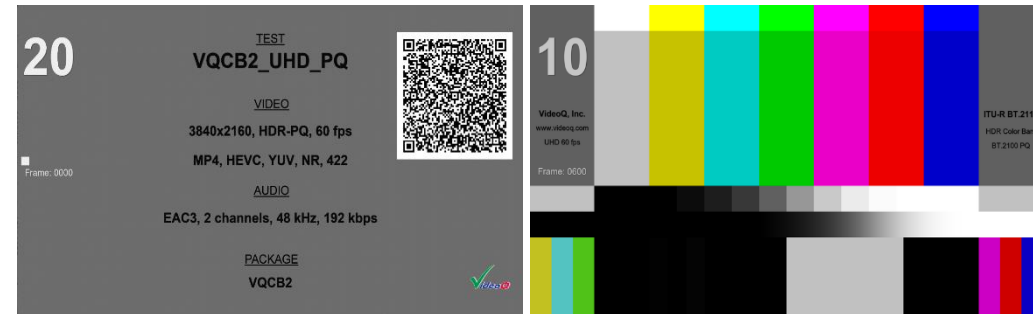 20
TEST
VQCB2_UHD_PQ
VIDEO
3840x2160, HDR-PQ, 60 fps
MP4, HEVC, YUV, NR, 422
Frame: 0000
AUDIO
EAC3, 2 channels, 48 kHz, 192 kbps
PACKAGE
VQCB2
VideoQ
10
VideoQ, Inc.
www.videoq.com
UHD 60 fps
Frame: 0600
ITU-R BT.211
HDR Color Bar
BT.2100 PQ